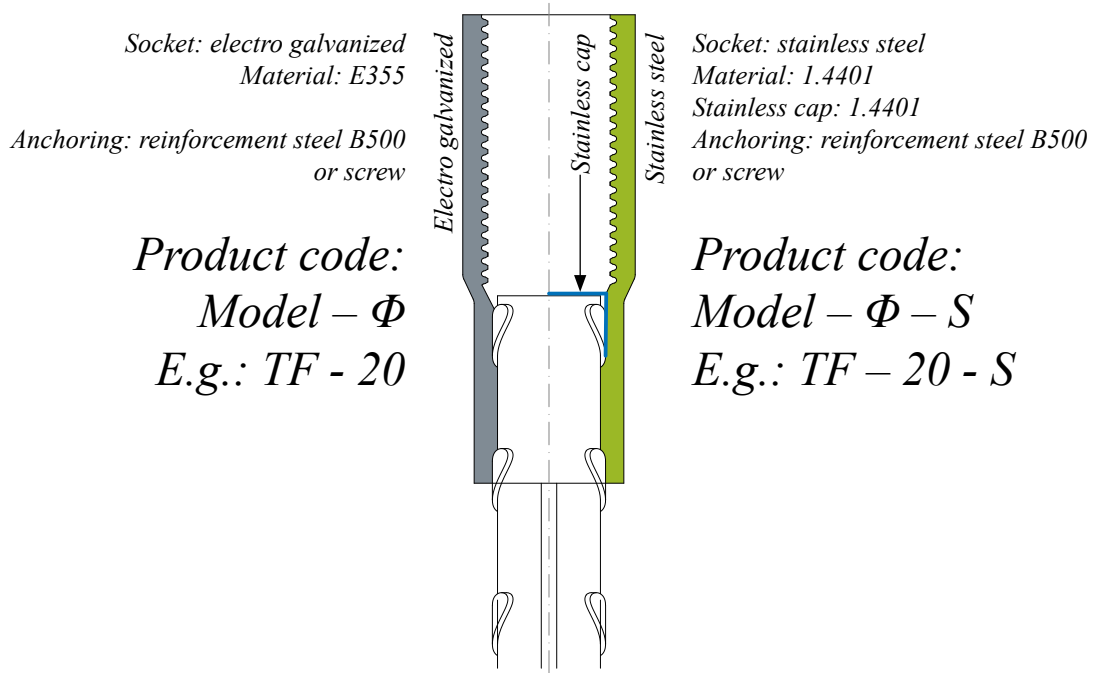 Socket: electro galvanized
Material: E355
Anchoring: reinforcement steel B500
or screw
Product code:
Model – Φ
E.g.: TF - 20
Electro galvanized
Stainless cap
Stainless steel
Socket: stainless steel
Material: 1.4401
Stainless cap: 1.4401
Anchoring: reinforcement steel B500
or screw
Product code:
Model – Φ – S
E.g.: TF – 20 - S